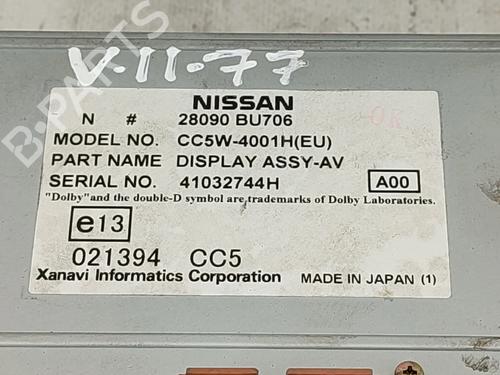 V-11-77
NISSAN
N # 28090 BU706
OK
MODEL NO. CC5W-4001H(EU)
PART NAME DISPLAY ASSY-AV
SERIAL NO. 41032744H A00
"Dolby" and the double-D symbol are trademarks of Dolby Laboratories.
e13
021394 CC5
Xanavi Informatics Corporation MADE IN JAPAN (1)
B-PARTS